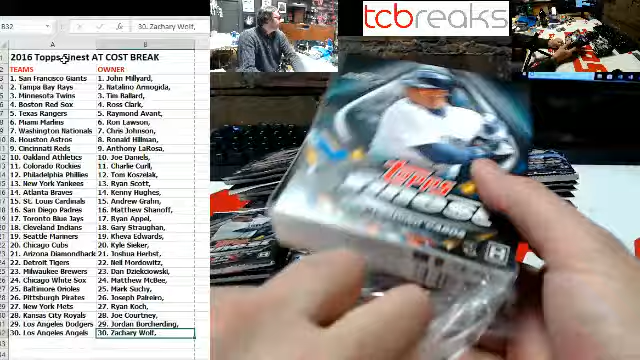 B32
30. Zachary Wolf,
A B
2016 Topps Finest AT COST BREAK
TEAMS OWNER
1. San Francisco Giants 1. John Millyard,
2. Tampa Bay Rays 2. Natalino Armogida,
3. Minnesota Twins 3. Tim Ballard,
4. Boston Red Sox 4. Ross Clark,
5. Texas Rangers 5. Raymond Avant,
6. Miami Marlins 6. Ron Lawson,
7. Washington Nationals 7. Chris Johnson,
8. Houston Astros 8. Ronald Hillman,
9. Cincinnati Reds 9. Anthony LaRosa,
10. Oakland Athletics 10. Joe Daniels,
11. Colorado Rockies 11. Charlie Curll,
12. Philadelphia Phillies 12. Tom Koszelak,
13. New York Yankees 13. Ryan Scott,
14. Atlanta Braves 14. Kenny Hughes,
15. St. Louis Cardinals 15. Andrew Grahn,
16. San Diego Padres 16. Matthew Shanoff,
17. Toronto Blue Jays 17. Ryan Appel,
18. Cleveland Indians 18. Gary Straughan,
19. Seattle Mariners 19. Kheva Edwards,
20. Chicago Cubs 20. Kyle Sieker,
21. Arizona Diamondback 21. Joshua Herbst,
22. Detroit Tigers 22. Neil Mordowitz,
23. Milwaukee Brewers 23. Dan Dziekciowski,
24. Chicago White Sox 24. Matthew McBee,
25. Baltimore Orioles 25. Mark Suchy,
26. Pittsburgh Pirates 26. Joseph Palreiro,
27. New York Mets 27. Ryan Koch,
28. Kansas City Royals 28. Joe Courtney,
29. Los Angeles Dodgers 29. Jordan Borcherding,
30. Los Angeles Angels 30. Zachary Wolf,
tcbreaks
Topps
finest